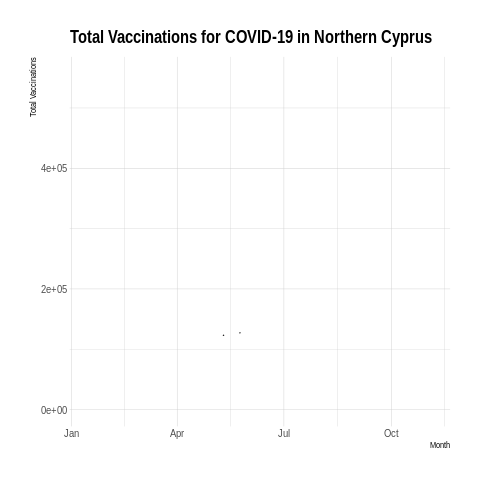 Total Vaccinations for COVID-19 in Northern Cyprus
Total Vaccinations
4e+05
2e+05
0e+00
Jan Apr Jul Oct
Month